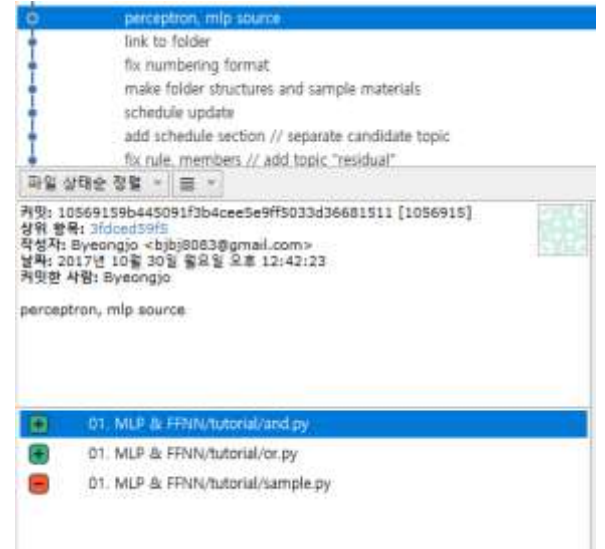 perceptron, mlp source
link to folder
fix numbering format
make folder structures and sample materials
schedule update
add schedule section // separate candidate topic
fix rule, members // add topic "residual"
파일 상태순 정렬
커밋: 10569159b445091f3b4cee5e9ff5033d36681511 [1056915]
상위 항목: 3fdced59f5
작성자: Byeongjo <bjbj8083@gmail.com>
날짜: 2017년 10월 30일 월요일 오후 12:42:23
커밋한 사람: Byeongjo
perceptron, mlp source
01. MLP & FFNN/tutorial/and.py
01. MLP & FFNN/tutorial/or.py
01. MLP & FFNN/tutorial/sample.py